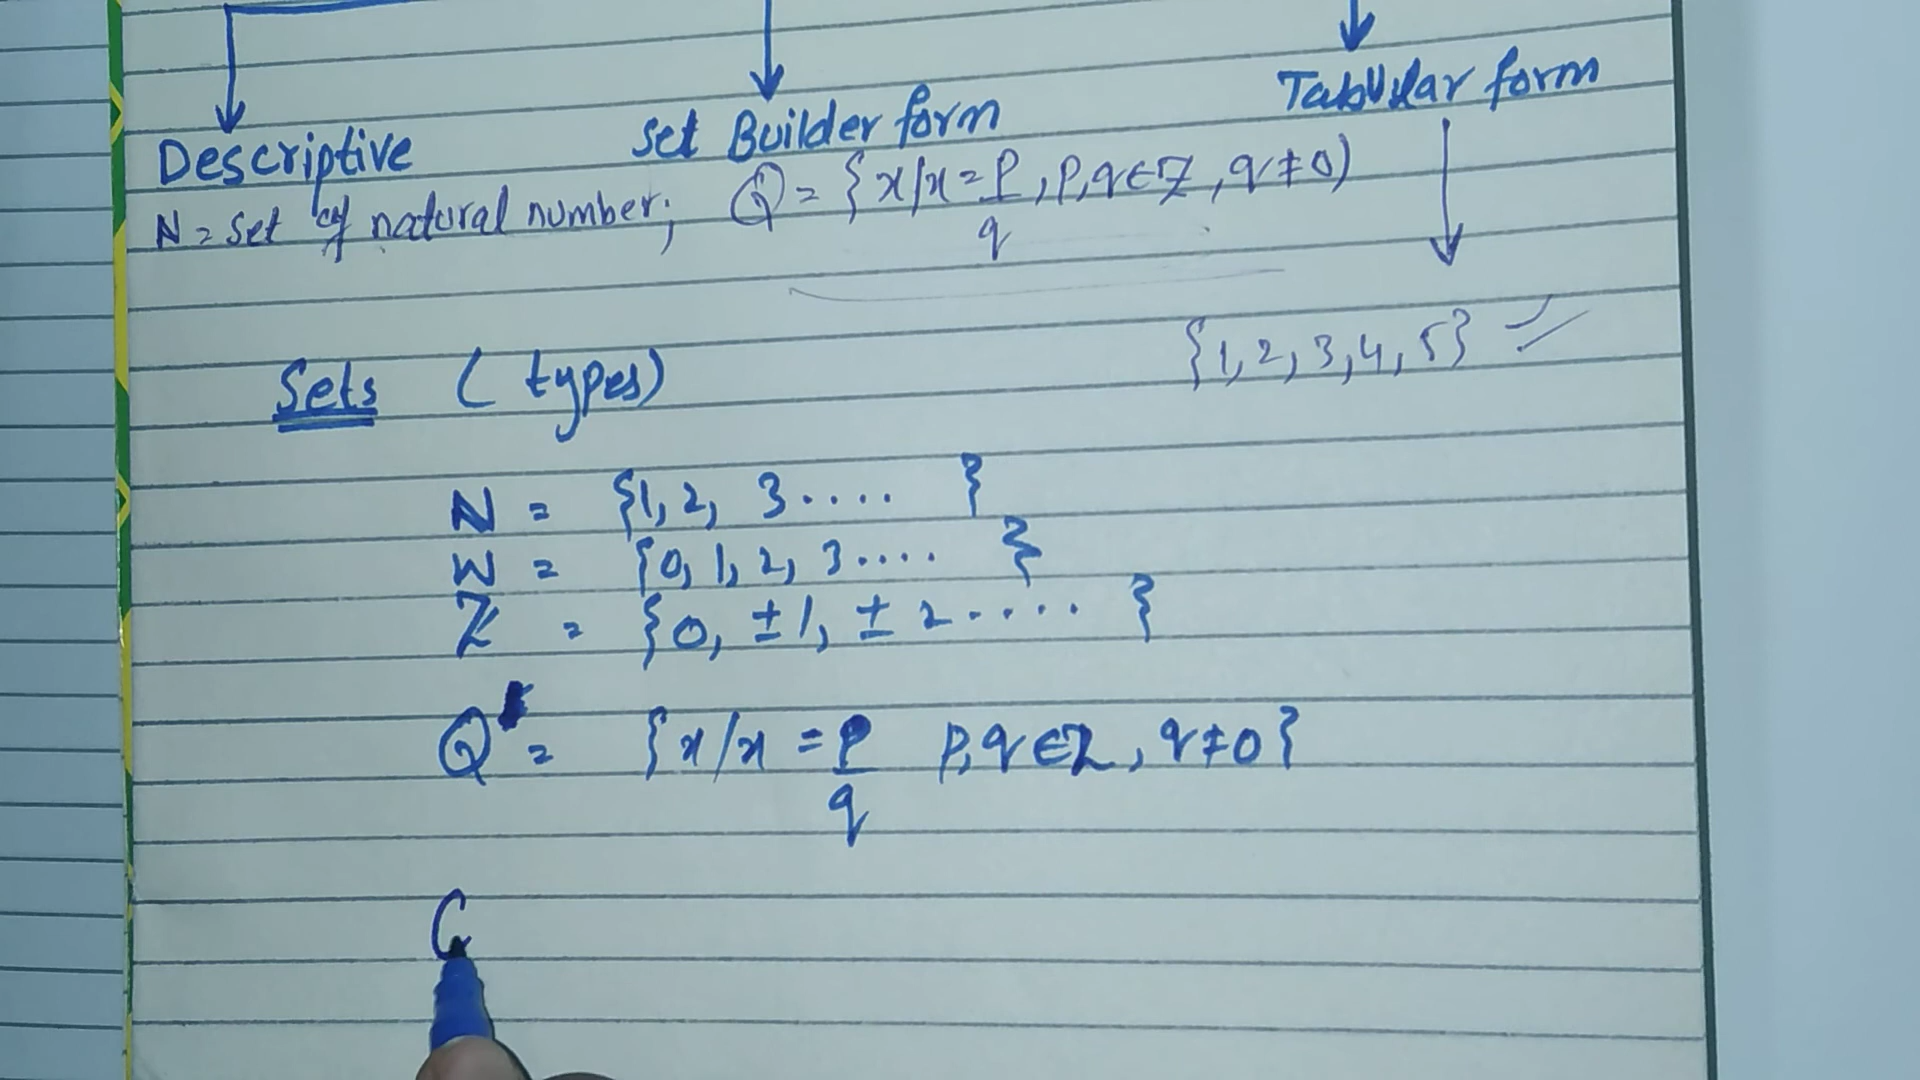 Descriptive
Set Builder form
Tabular form
N = set of natural number;
Q = {x/x = p/q, p,q ∈ Z, q ≠ 0)
{1,2,3,4,5}
Sets (types)
N = {1, 2, 3.... }
W = {0, 1, 2, 3.... }
Z = {0, ±1, ±2..... }
Q = {x/x = p/q p,q ∈ Z, q ≠ 0}